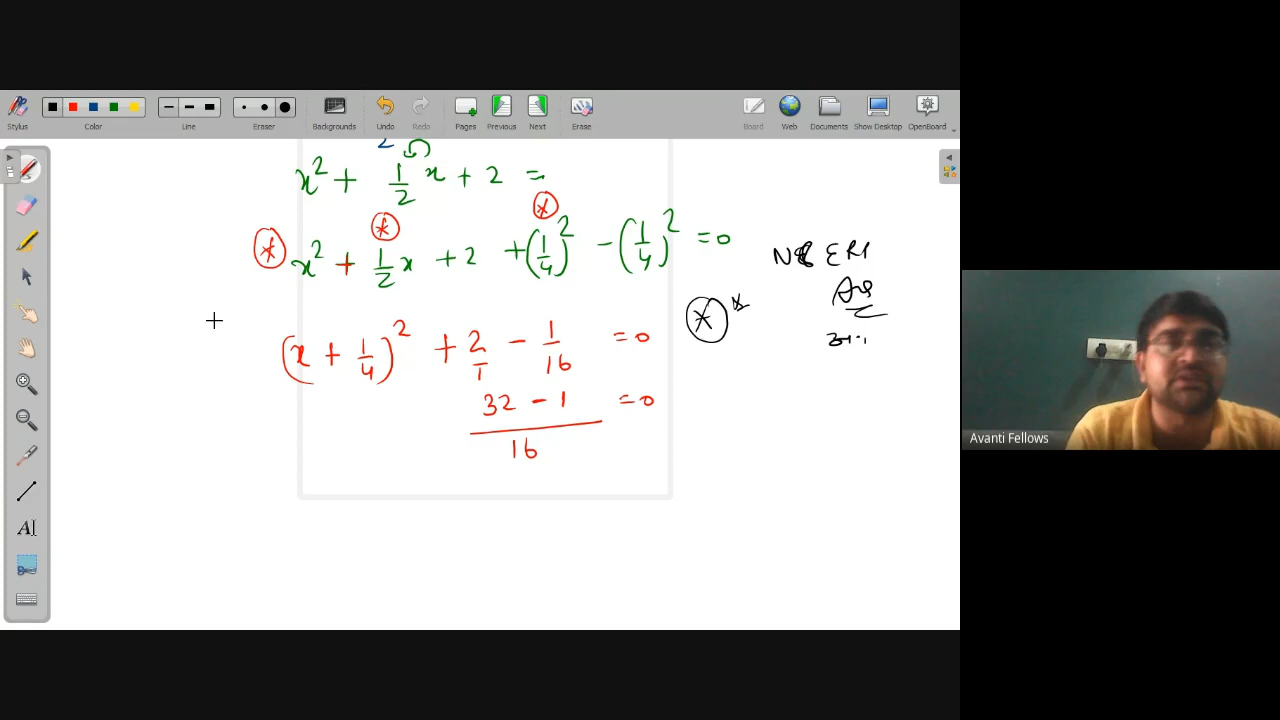 Stylus Color Line Eraser Backgrounds Undo Redo Pages Previous Next Erase Board Web Documents Show Desktop OpenBoard
2
x² + 1/2 x + 2 =
x² + 1/2 x + 2 + (1/4)² - (1/4)² = 0
(x + 1/4)² + 2/1 - 1/16 = 0
32 - 1 = 0
16
Avanti Fellows